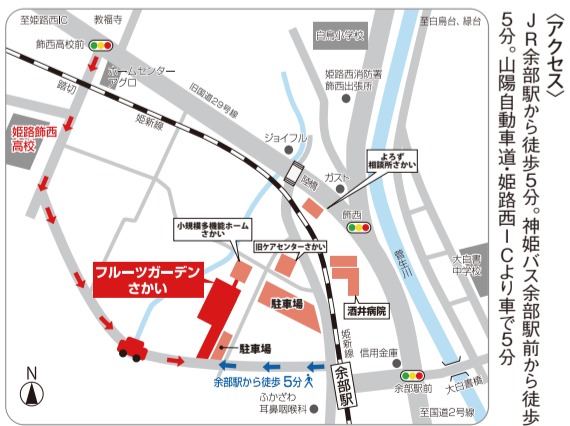 〈アクセス〉
JR余部駅から徒歩5分。神姫バス余部駅前から徒歩
5分。山陽自動車道・姫路西ICより車で5分
至姫路西IC
教福寺
至白鳥台、緑台
飾西高校前
白鳥小学校
ホームセンター
アグロ
旧国道29号線
姫路西消防署
飾西出張所
踏切
姫新線
姫路飾西
高校
ジョイフル
陸橋
ガスト
よろず
相談所さかい
飾西
小規模多機能ホーム
さかい
旧ケアセンターさかい
菅生川
大白書
中学校
フルーツガーデン
さかい
駐車場
酒井病院
駐車場
姫新線
信用金庫
余部駅
余部駅から徒歩5分
余部駅前
大白書橋
ふかざわ
耳鼻咽喉科
至国道2号線
N